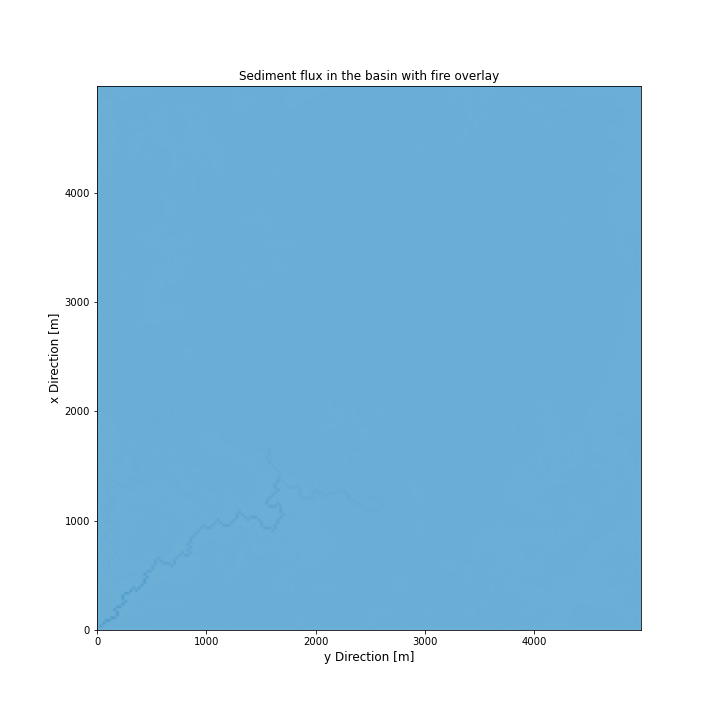 Sediment flux in the basin with fire overlay
4000
3000
2000
1000
0
x Direction [m]
0 1000 2000 3000 4000
y Direction [m]